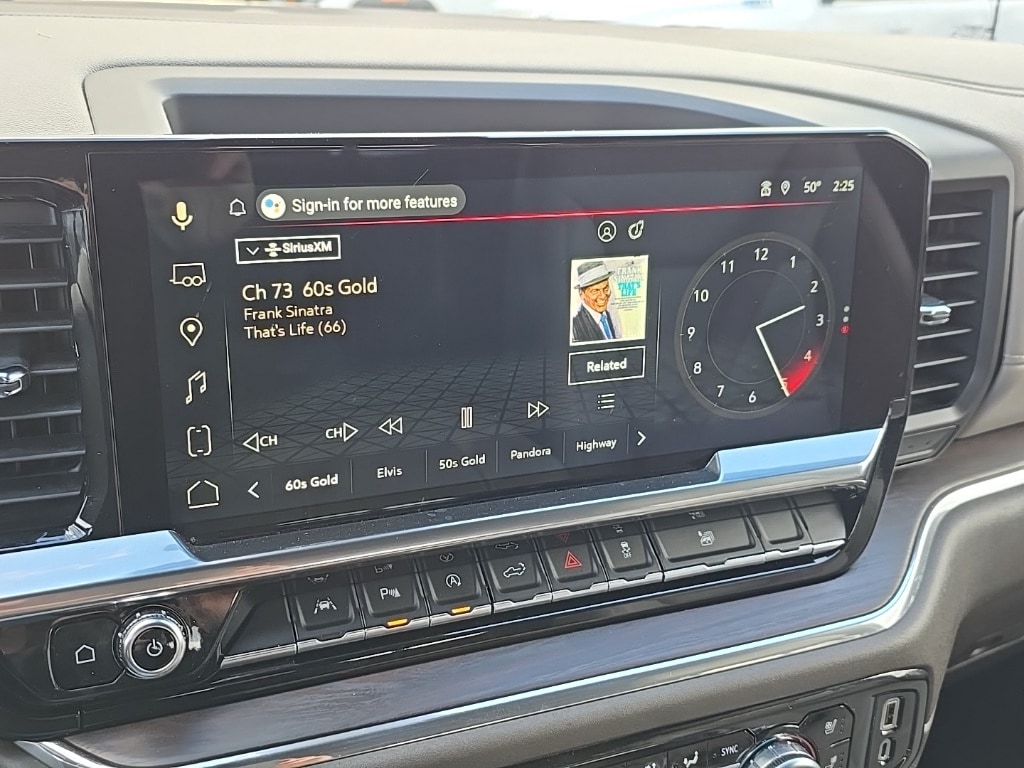 Sign-in for more features
50° 2:25
SiriusXM
Ch 73 60s Gold
Frank Sinatra
That's Life (66)
FRANK
THAT'S
LIFE
Related
12
1
2
3
4
5
6
7
8
9
10
11
CH
CH
60s Gold
Elvis
50s Gold
Pandora
Highway
P
A
OFF
SYNC